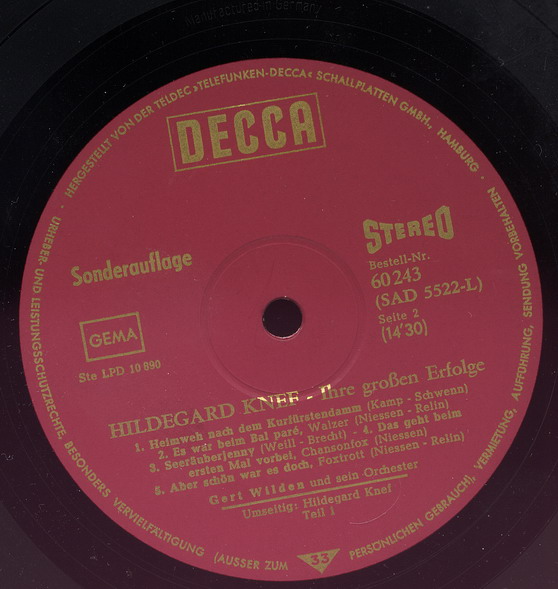 Manufactured in Germany
HERGESTELLT VON DER TELDEC »TELEFUNKEN-DECCA« SCHALLPLATTEN GMBH., HAMBURG ·
DECCA
STEREO
Sonderauflage
Bestell-Nr.
60 243
(SAD 5522-L)
Seite 2
(14'30)
GEMA
Ste LPD 10 890
HILDEGARD KNEF - Ihre großen Erfolge
1. Heimweh nach dem Kurfürstendamm (Kamp - Schwenn)
2. Es war beim Bal paré, Walzer (Niessen - Relin)
3. Seeräuberjenny (Weill - Brecht) - 4. Das geht beim
ersten Mal vorbei, Chansonfox (Niessen)
5. Aber schön war es doch, Foxtrott (Niessen - Relin)
Gert Wilden und sein Orchester
Umseitig: Hildegard Knef
Teil 1
33
URHEBER- UND LEISTUNGSSCHUTZRECHTE, BESONDERS VERVIELFÄLTIGUNG (AUSSER ZUM PERSÖNLICHEN GEBRAUCH), VERMIETUNG, AUFFÜHRUNG, SENDUNG VORBEHALTEN ·